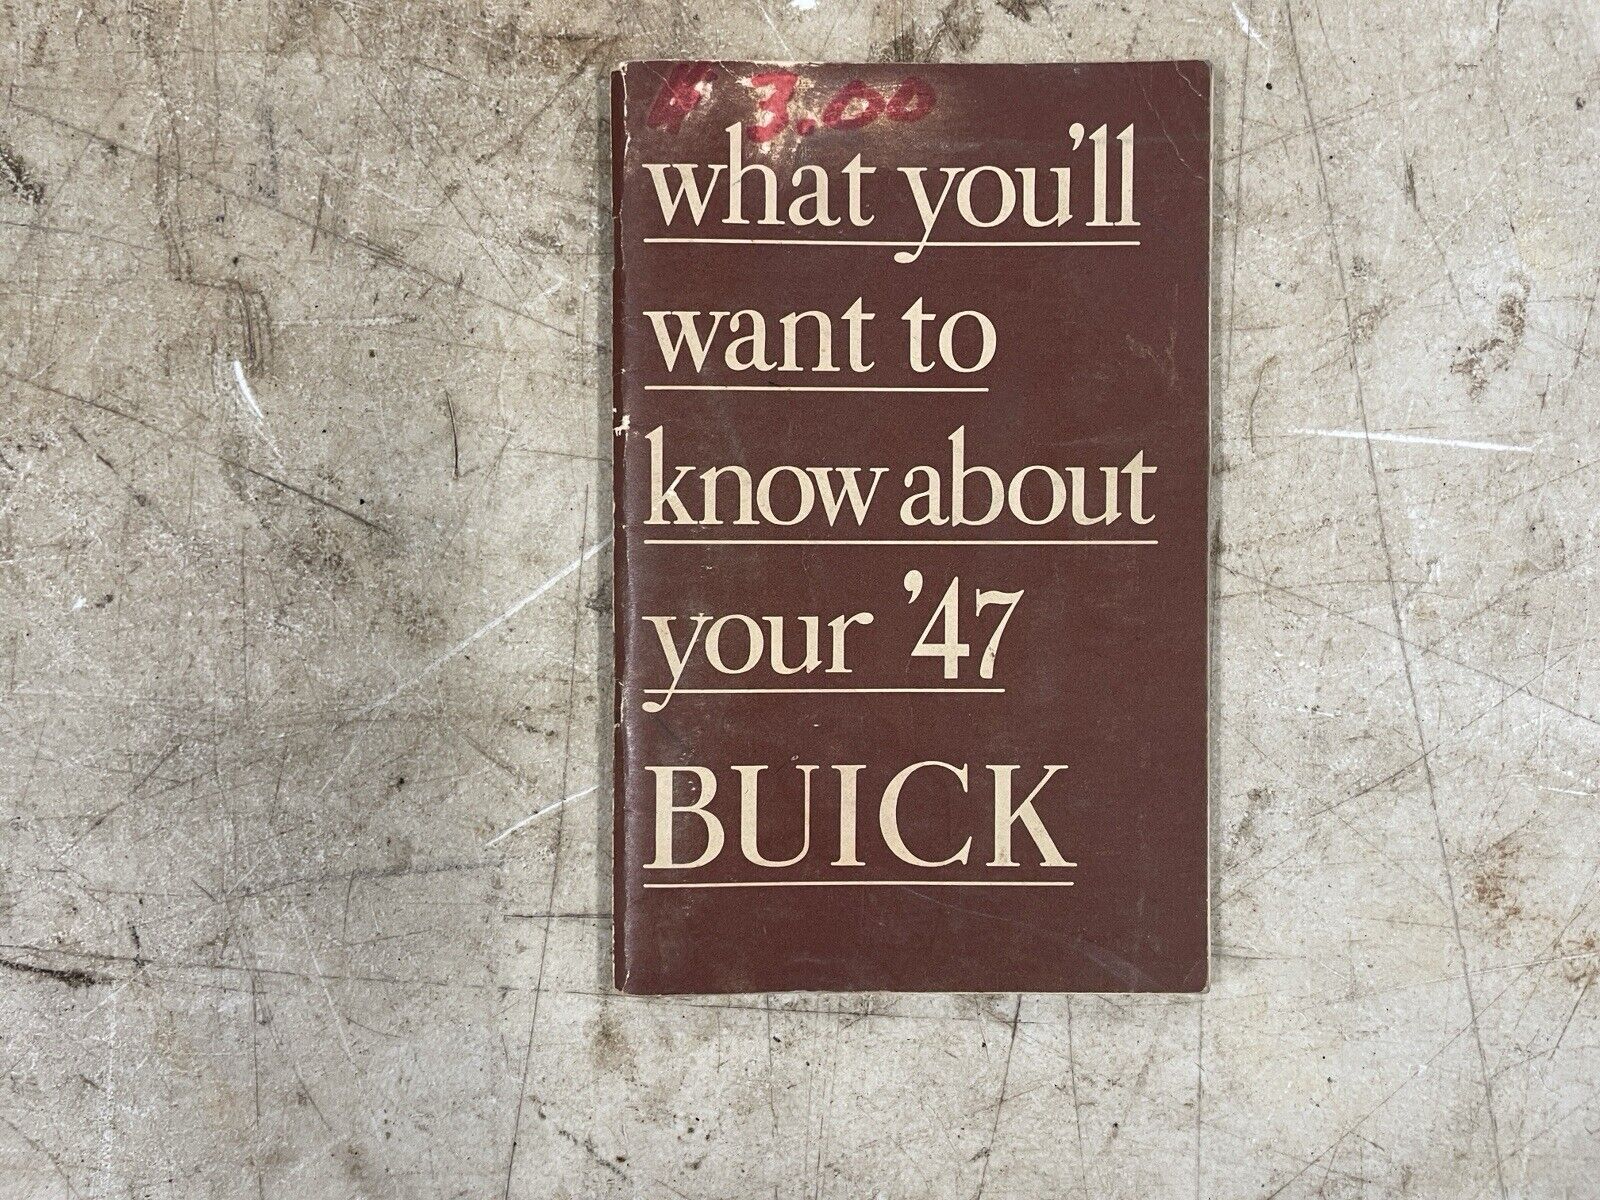 3.00
what you'll
want to
know about
your '47
BUICK